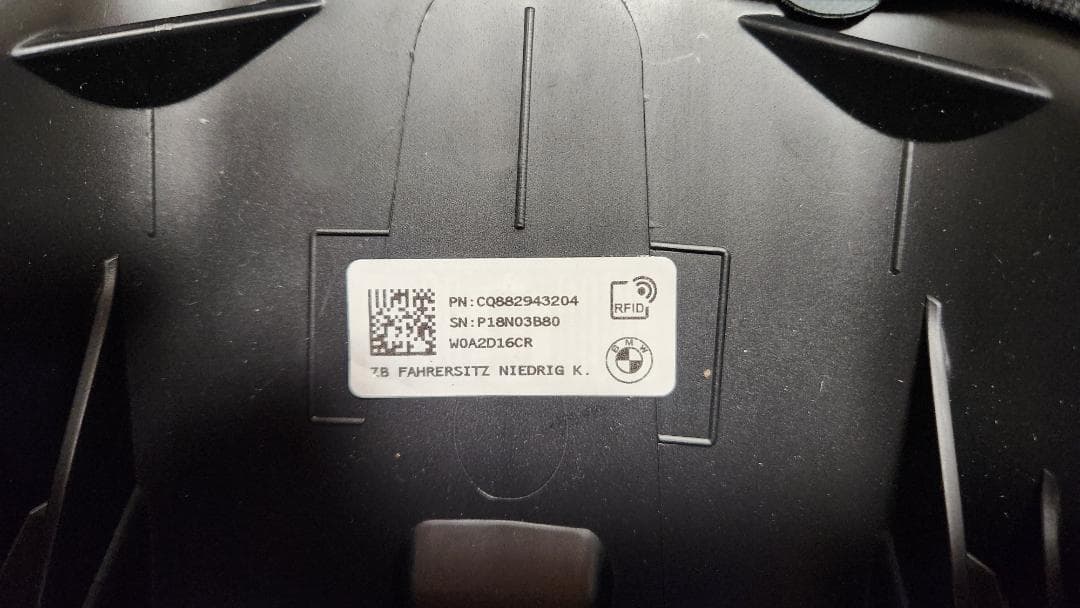 PN:CQ882943204
SN:P18N03B80
W0A2D16CR
ZB FAHRERSITZ NIEDRIG K.
RFID
BMW